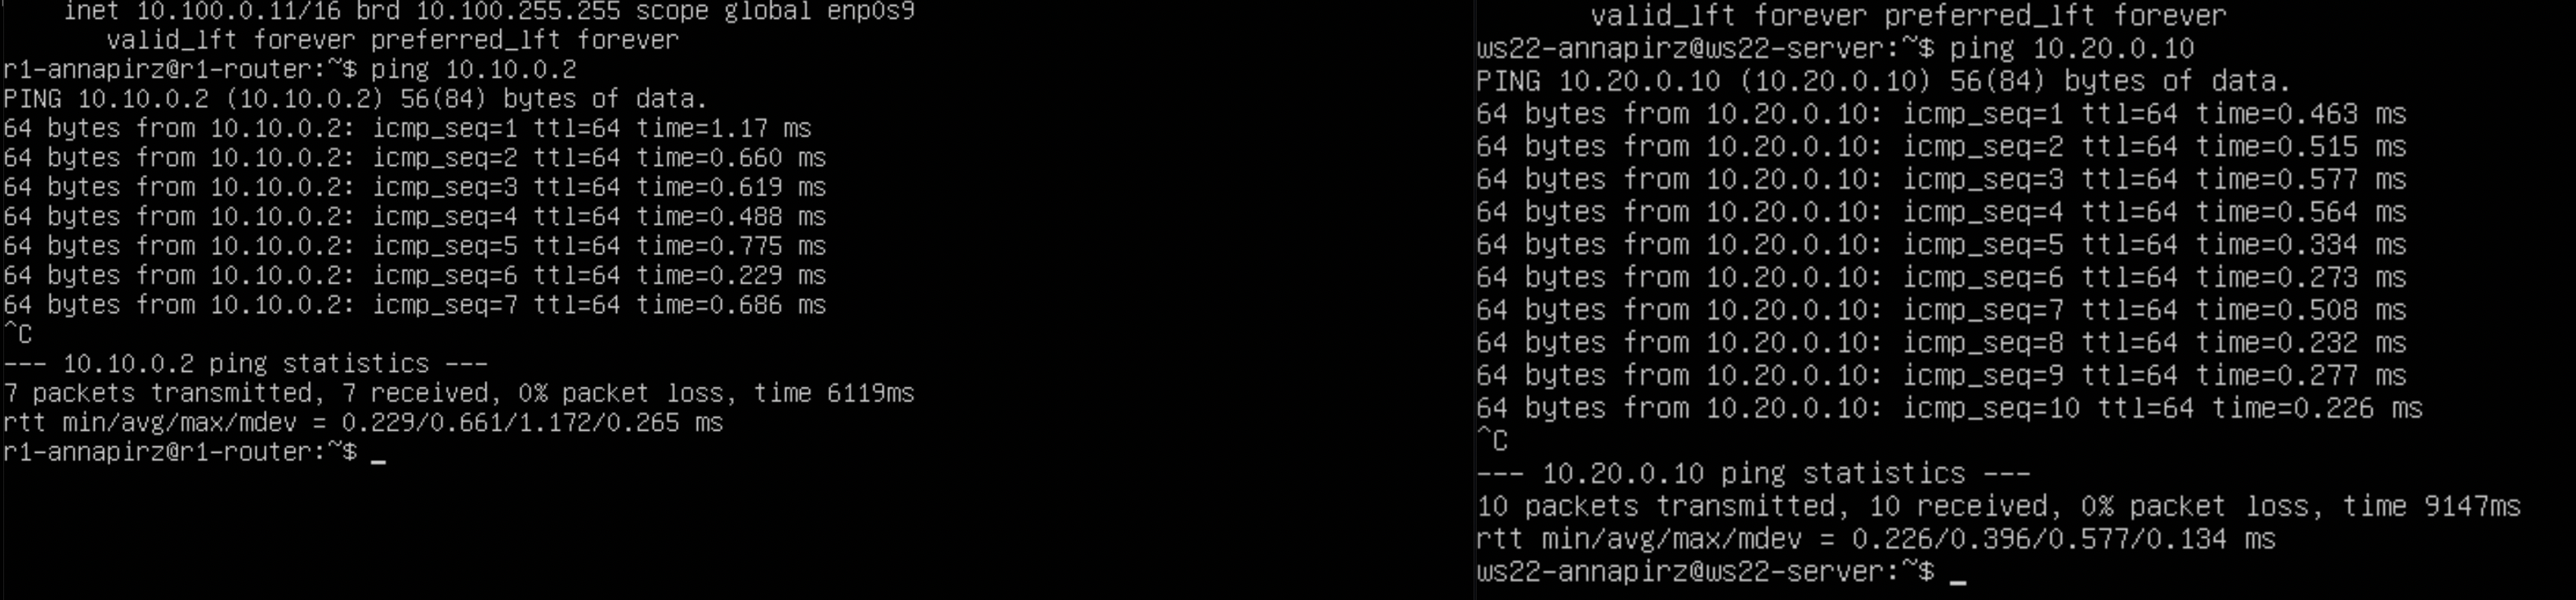 inet 10.100.0.11/16 brd 10.100.255.255 scope global enp0s9
valid_lft forever preferred_lft forever
r1-annapirz@r1-router:~$ ping 10.10.0.2
PING 10.10.0.2 (10.10.0.2) 56(84) bytes of data.
64 bytes from 10.10.0.2: icmp_seq=1 ttl=64 time=1.17 ms
64 bytes from 10.10.0.2: icmp_seq=2 ttl=64 time=0.660 ms
64 bytes from 10.10.0.2: icmp_seq=3 ttl=64 time=0.619 ms
64 bytes from 10.10.0.2: icmp_seq=4 ttl=64 time=0.488 ms
64 bytes from 10.10.0.2: icmp_seq=5 ttl=64 time=0.775 ms
64 bytes from 10.10.0.2: icmp_seq=6 ttl=64 time=0.229 ms
64 bytes from 10.10.0.2: icmp_seq=7 ttl=64 time=0.686 ms
^C
--- 10.10.0.2 ping statistics ---
7 packets transmitted, 7 received, 0% packet loss, time 6119ms
rtt min/avg/max/mdev = 0.229/0.661/1.172/0.265 ms
r1-annapirz@r1-router:~$ _
valid_lft forever preferred_lft forever
ws22-annapirz@ws22-server:~$ ping 10.20.0.10
PING 10.20.0.10 (10.20.0.10) 56(84) bytes of data.
64 bytes from 10.20.0.10: icmp_seq=1 ttl=64 time=0.463 ms
64 bytes from 10.20.0.10: icmp_seq=2 ttl=64 time=0.515 ms
64 bytes from 10.20.0.10: icmp_seq=3 ttl=64 time=0.577 ms
64 bytes from 10.20.0.10: icmp_seq=4 ttl=64 time=0.564 ms
64 bytes from 10.20.0.10: icmp_seq=5 ttl=64 time=0.334 ms
64 bytes from 10.20.0.10: icmp_seq=6 ttl=64 time=0.273 ms
64 bytes from 10.20.0.10: icmp_seq=7 ttl=64 time=0.508 ms
64 bytes from 10.20.0.10: icmp_seq=8 ttl=64 time=0.232 ms
64 bytes from 10.20.0.10: icmp_seq=9 ttl=64 time=0.277 ms
64 bytes from 10.20.0.10: icmp_seq=10 ttl=64 time=0.226 ms
^C
--- 10.20.0.10 ping statistics ---
10 packets transmitted, 10 received, 0% packet loss, time 9147ms
rtt min/avg/max/mdev = 0.226/0.396/0.577/0.134 ms
ws22-annapirz@ws22-server:~$ _